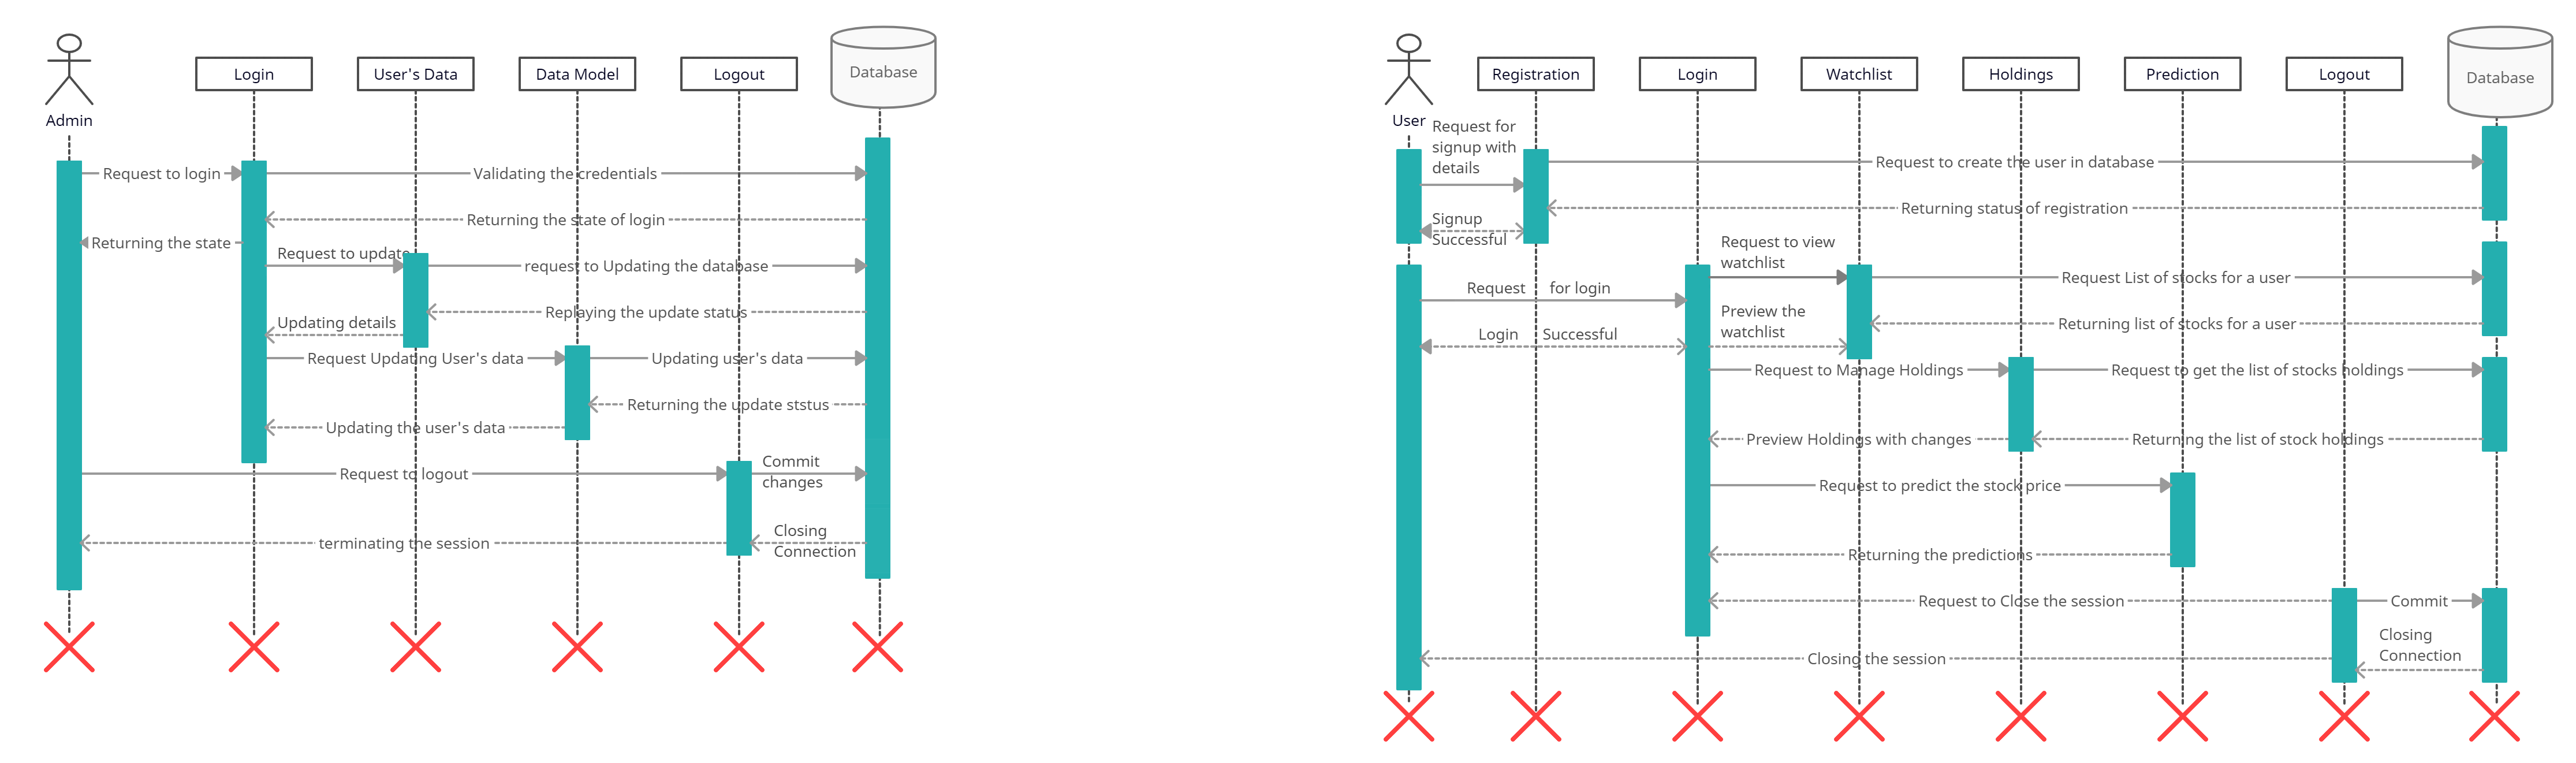 Admin
Login
User's Data
Data Model
Logout
Database
Request to login
Validating the credentials
Returning the state of login
Returning the state
Request to update
request to Updating the database
Replaying the update status
Updating details
Request Updating User's data
Updating user's data
Returning the update ststus
Updating the user's data
Request to logout
Commit
changes
Closing
Connection
terminating the session
User
Registration
Login
Watchlist
Holdings
Prediction
Logout
Database
Request for
signup with
details
Request to create the user in database
Returning status of registration
Signup
Successful
Request to view
watchlist
Request List of stocks for a user
Request for login
Preview the
watchlist
Returning list of stocks for a user
Login Successful
Request to Manage Holdings
Request to get the list of stocks holdings
Preview Holdings with changes
Returning the list of stock holdings
Request to predict the stock price
Returning the predictions
Request to Close the session
Commit
Closing
Connection
Closing the session